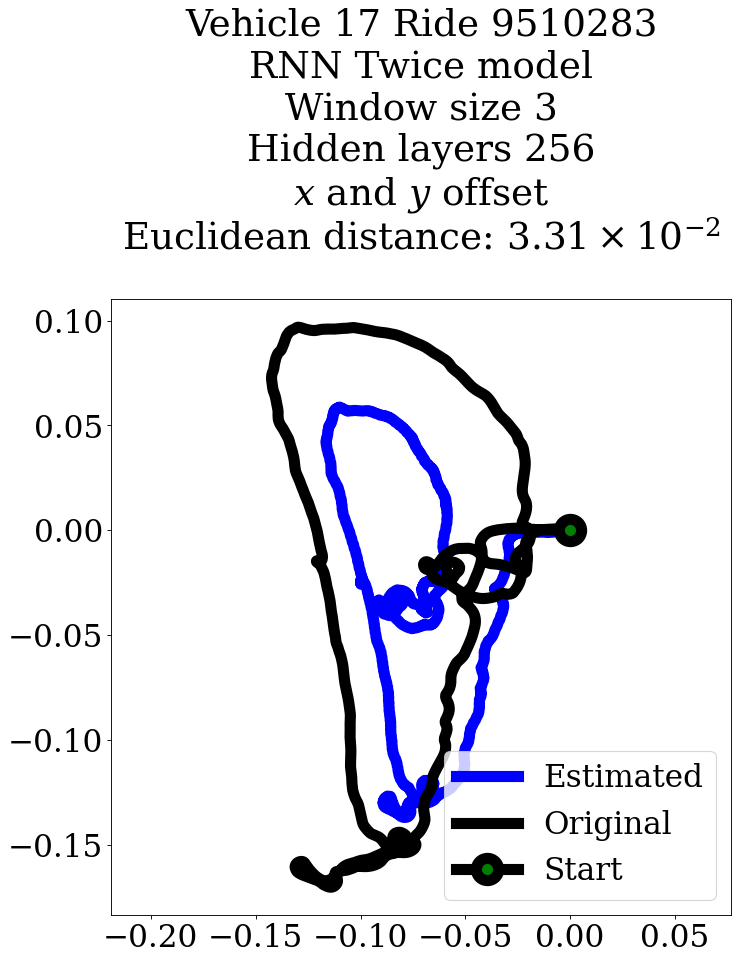 Vehicle 17 Ride 9510283
RNN Twice model
Window size 3
Hidden layers 256
x and y offset
Euclidean distance: 3.31 × 10⁻²
0.10
0.05
0.00
−0.05
−0.10
−0.15
Estimated
Original
Start
−0.20 −0.15 −0.10 −0.05 0.00 0.05